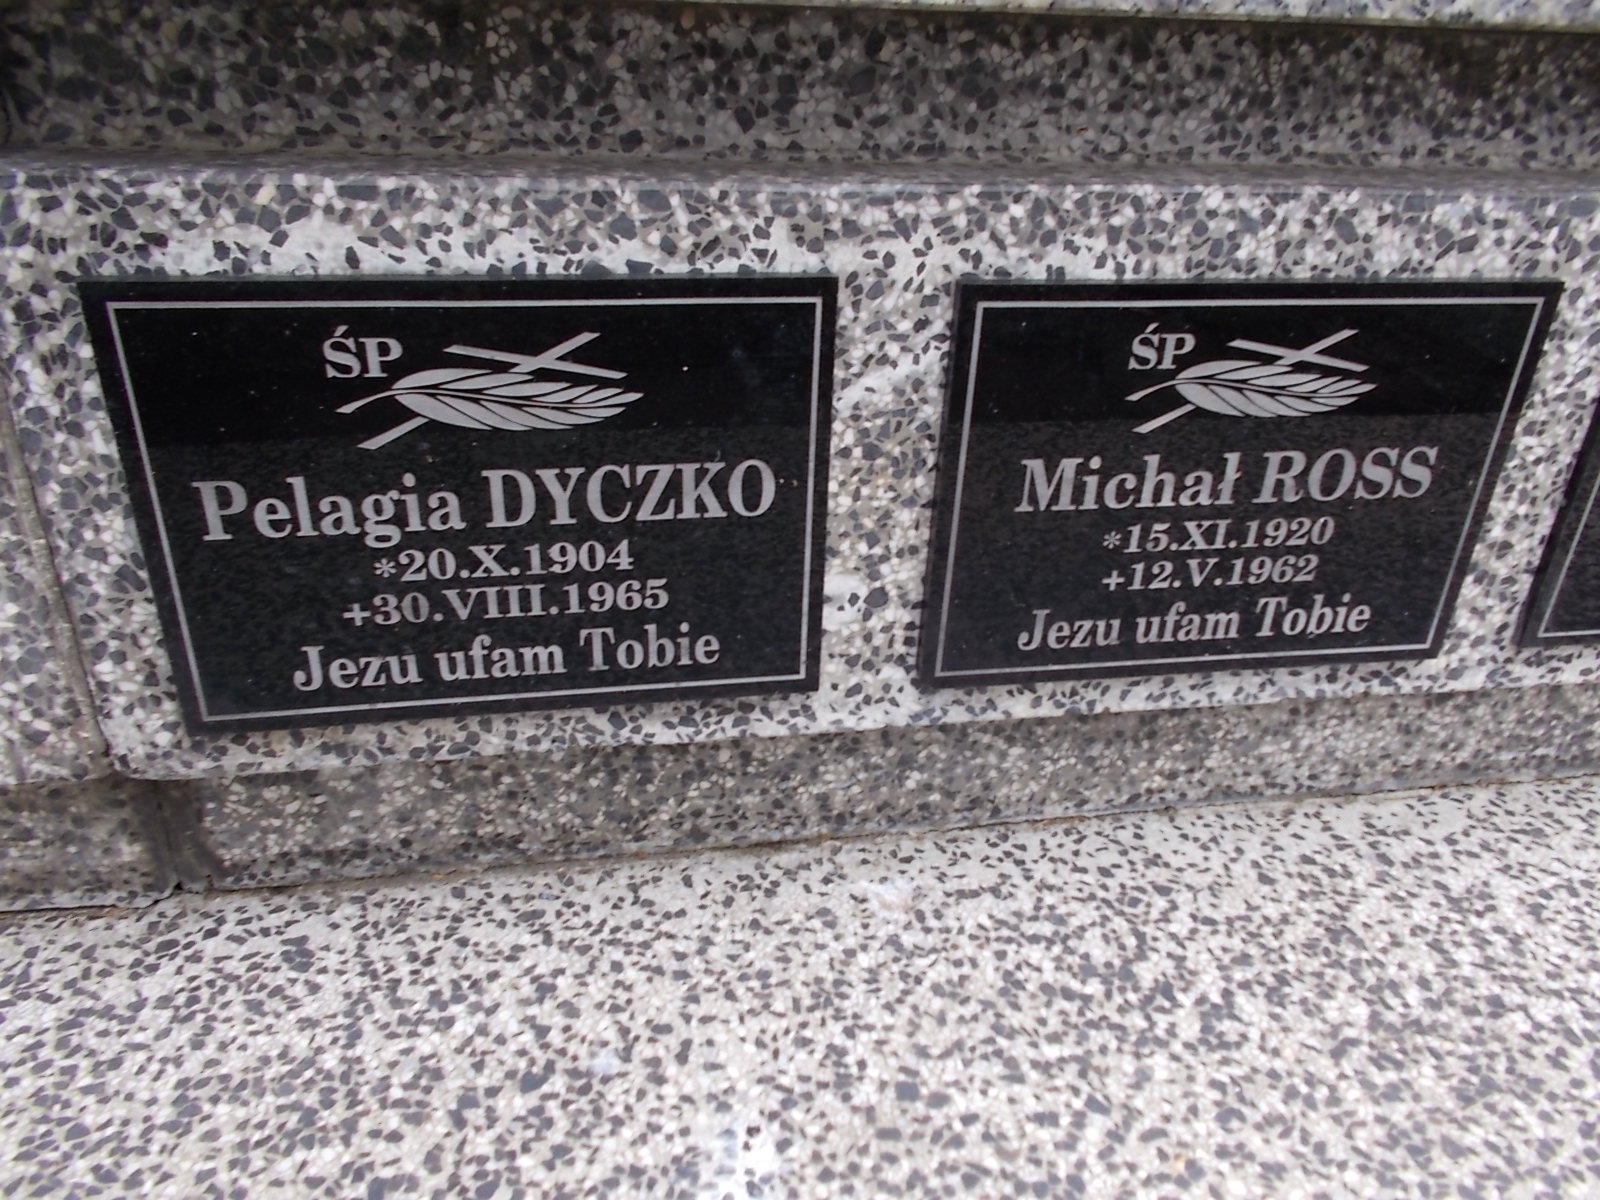 ŚP
Pelagia DYCZKO
*20.X.1904
+30.VIII.1965
Jezu ufam Tobie
ŚP
Michał ROSS
*15.XI.1920
+12.V.1962
Jezu ufam Tobie